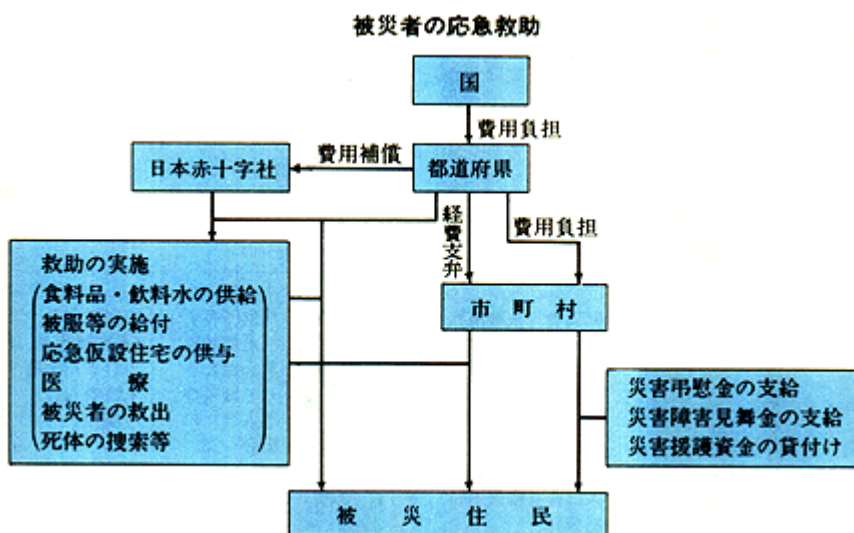 被災者の応急救助
国
費用負担
日本赤十字社
費用補償
都道府県
経費支弁
費用負担
救助の実施
(食料品・飲料水の供給
被服等の給付
応急仮設住宅の供与
医療
被災者の救出
死体の捜索等)
市町村
災害弔慰金の支給
災害障害見舞金の支給
災害援護資金の貸付け
被災住民